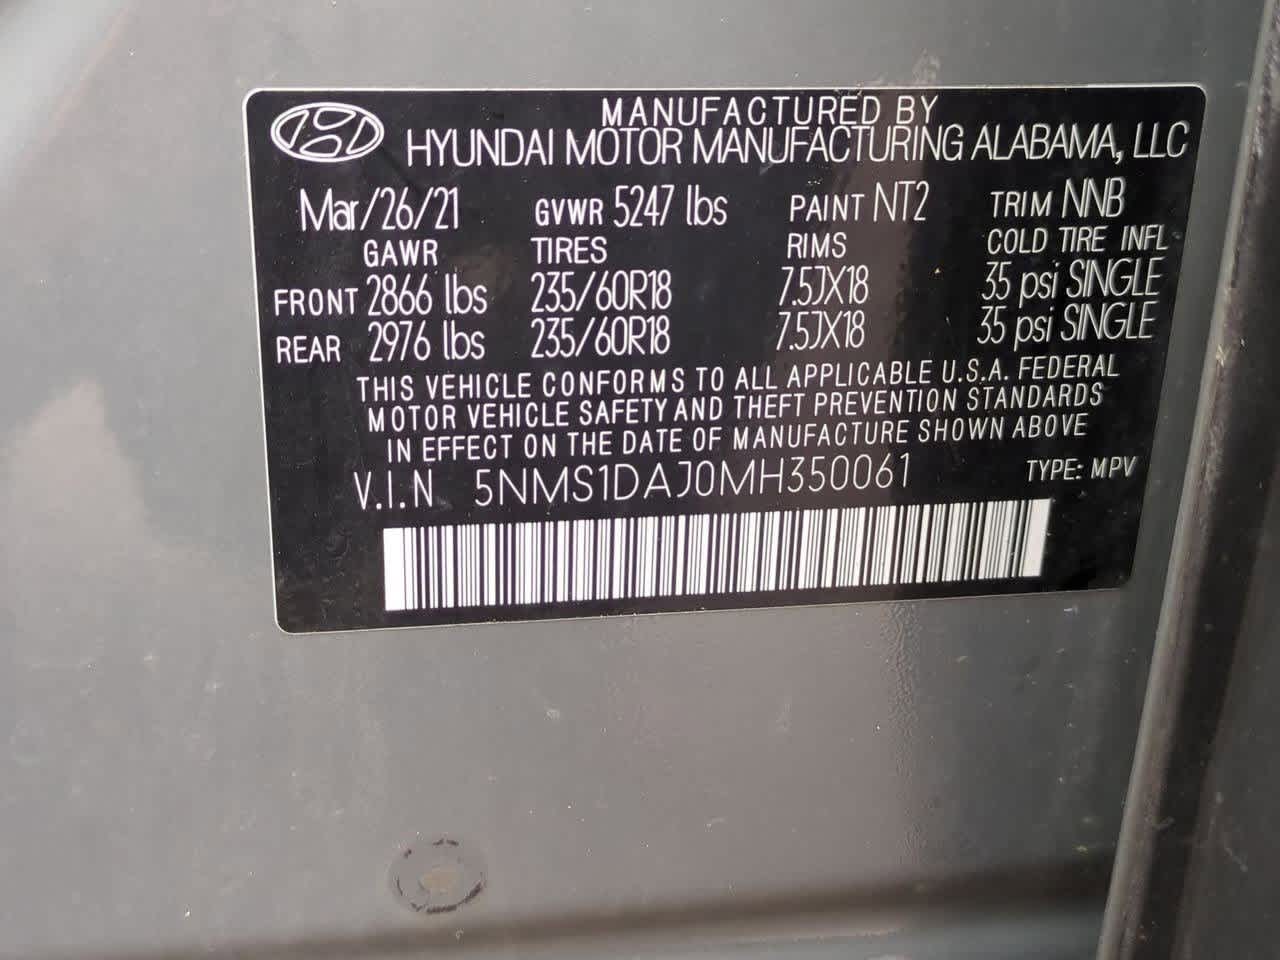 MANUFACTURED BY
HYUNDAI MOTOR MANUFACTURING ALABAMA, LLC
Mar/26/21 GVWR 5247 lbs PAINT NT2 TRIM NNB
GAWR TIRES RIMS COLD TIRE INFL
FRONT 2866 lbs 235/60R18 7.5JX18 35 psi SINGLE
REAR 2976 lbs 235/60R18 7.5JX18 35 psi SINGLE
THIS VEHICLE CONFORMS TO ALL APPLICABLE U.S.A. FEDERAL
MOTOR VEHICLE SAFETY AND THEFT PREVENTION STANDARDS
IN EFFECT ON THE DATE OF MANUFACTURE SHOWN ABOVE
V.I.N 5NMS1DAJ0MH350061 TYPE: MPV